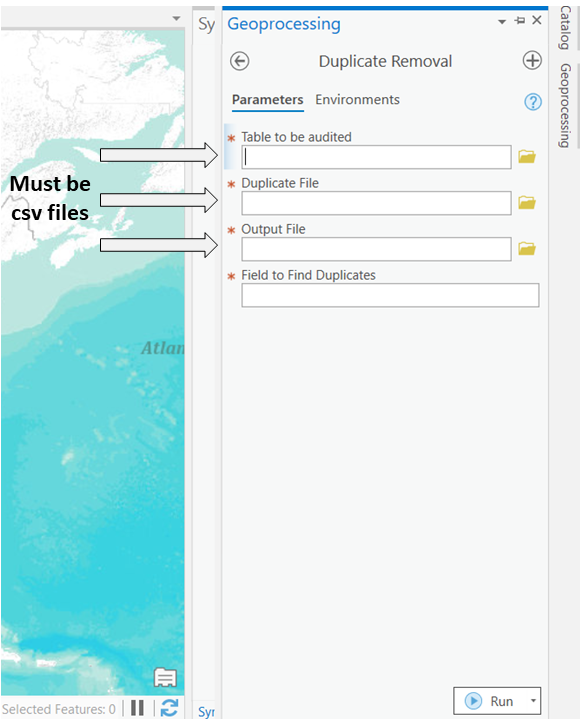 Sy
Geoprocessing
Duplicate Removal
Parameters Environments
?
* Table to be audited
Must be
csv files
* Duplicate File
* Output File
* Field to Find Duplicates
Atlan
Catalog
Geoprocessing
Selected Features: 0
Syr
Run